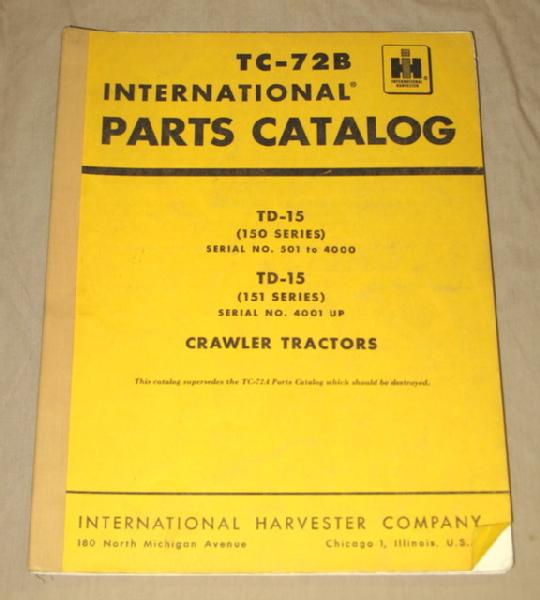 TC-72B
IH
®
INTERNATIONAL
HARVESTER
INTERNATIONAL®
PARTS CATALOG
TD-15
(150 SERIES)
SERIAL NO. 501 to 4000
TD-15
(151 SERIES)
SERIAL NO. 4001 UP
CRAWLER TRACTORS
This catalog supersedes the TC-72A Parts Catalog which should be destroyed.
INTERNATIONAL HARVESTER COMPANY
180 North Michigan Avenue Chicago 1, Illinois. U.S.